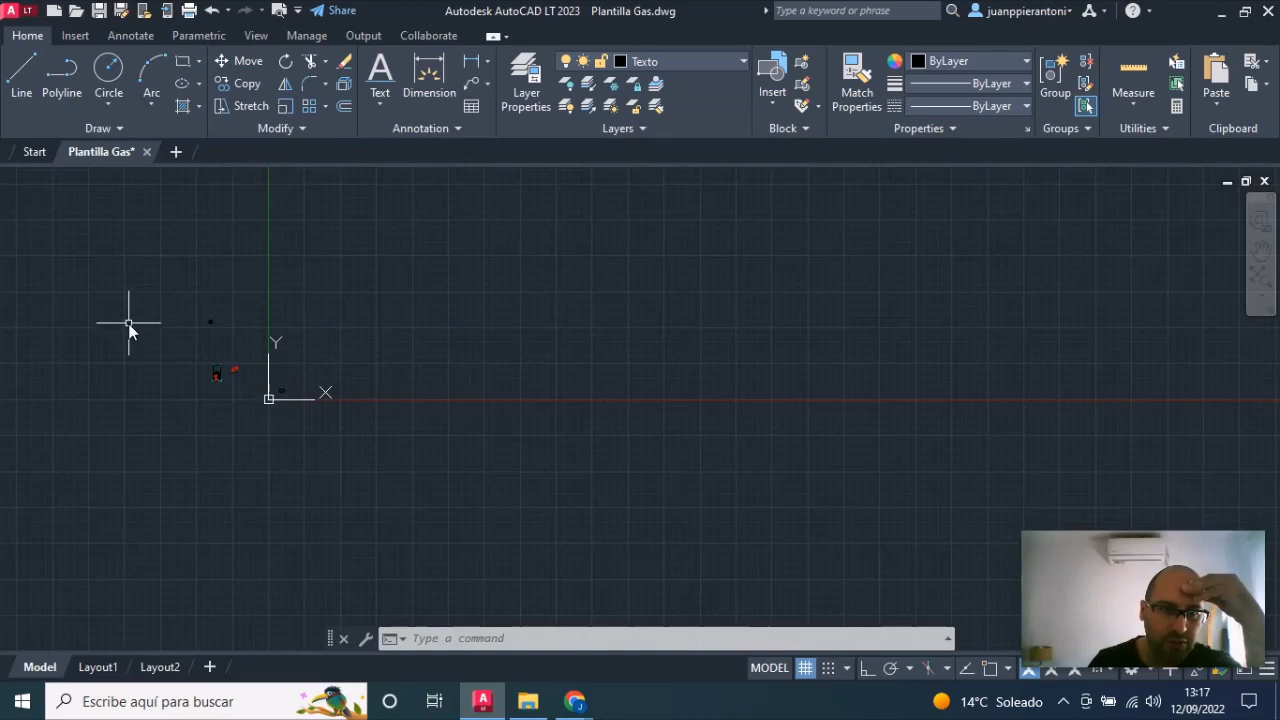 LT
Share
Autodesk AutoCAD LT 2023 Plantilla Gas.dwg
Type a keyword or phrase
juanppierantoni
Home Insert Annotate Parametric View Manage Output Collaborate
Line Polyline Circle Arc
Move
Copy
Stretch
Text Dimension
Layer
Properties
Texto
Insert
Match
Properties
ByLayer
ByLayer
ByLayer
Group
Measure
Paste
Draw Modify Annotation Layers Block Properties Groups Utilities Clipboard
Start Plantilla Gas*
Y
X
Type a command
Model Layout1 Layout2
MODEL
Escribe aquí para buscar
LT
14°C Soleado
13:17
12/09/2022